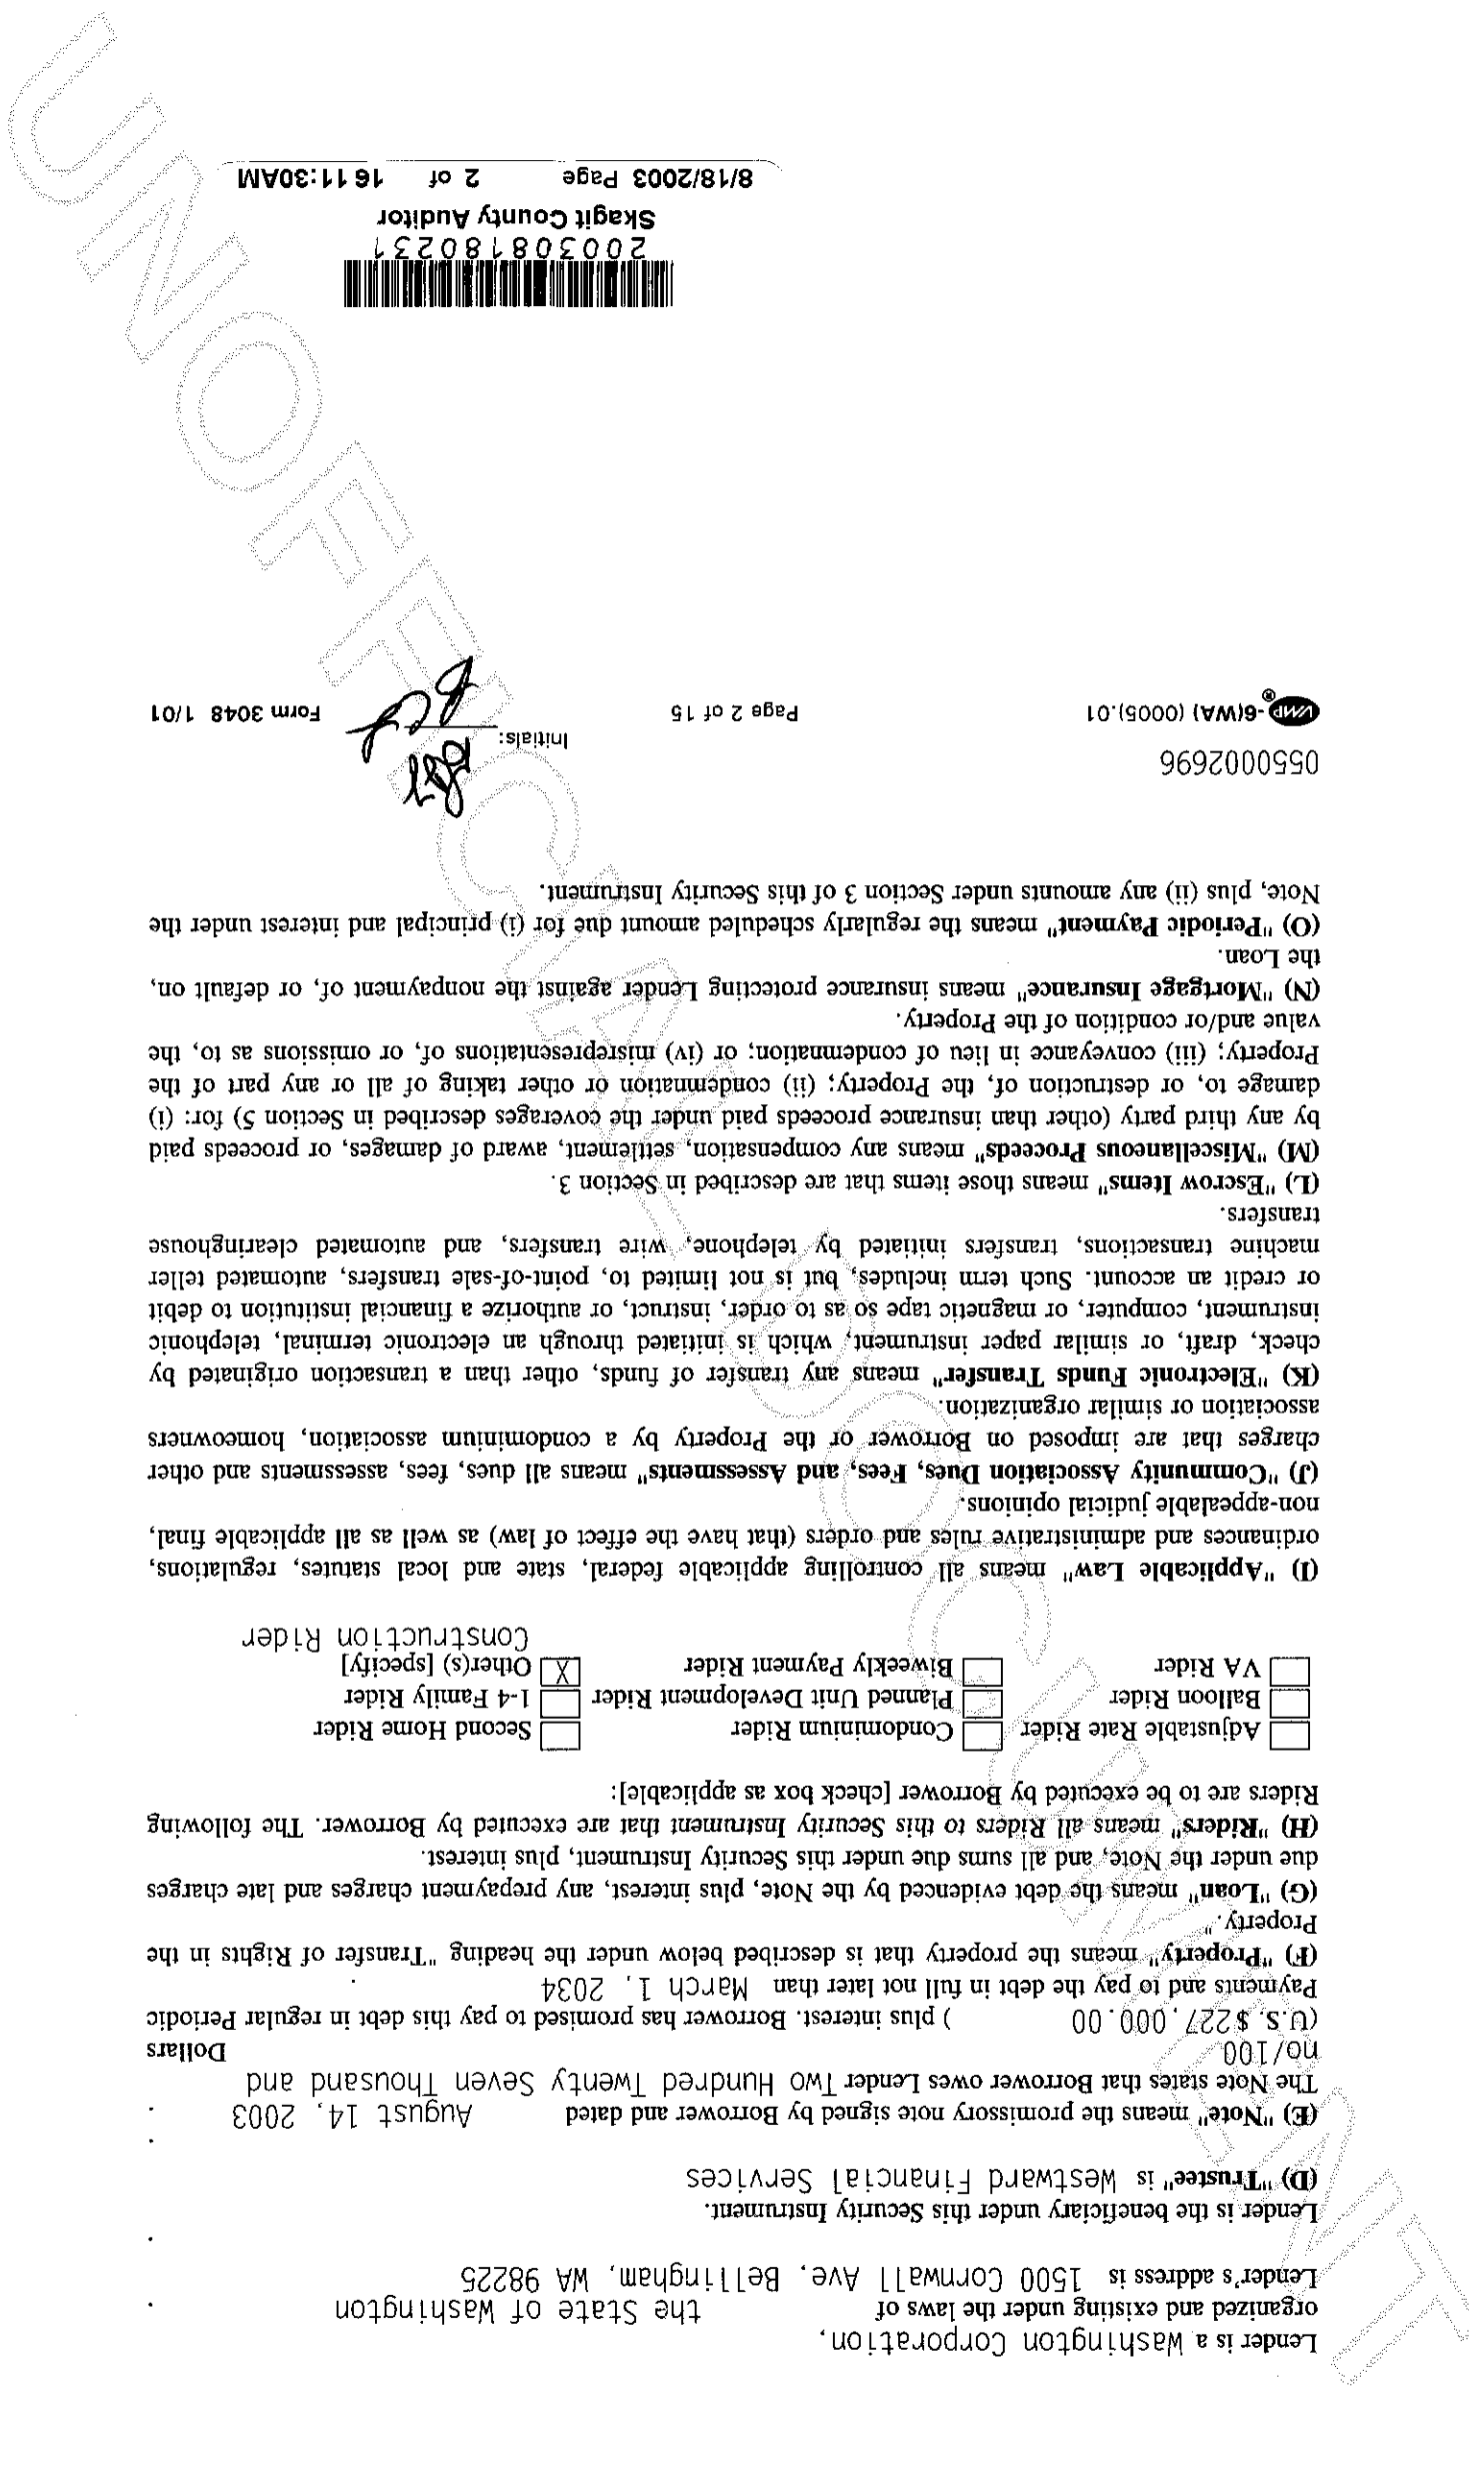 Lender is a Washington Corporation,
organized and existing under the laws of the State of Washington .
Lender's address is 1500 Cornwall Ave, Bellingham, WA 98225
.
Lender is the beneficiary under this Security Instrument.
(D) "Trustee" is Westward Financial Services
.
(E) "Note" means the promissory note signed by Borrower and dated August 14, 2003 .
The Note states that Borrower owes Lender Two Hundred Twenty Seven Thousand and
no/100 Dollars
(U.S. $227,000.00 ) plus interest. Borrower has promised to pay this debt in regular Periodic
Payments and to pay the debt in full not later than March 1, 2034 .
(F) "Property" means the property that is described below under the heading "Transfer of Rights in the
Property."
(G) "Loan" means the debt evidenced by the Note, plus interest, any prepayment charges and late charges
due under the Note, and all sums due under this Security Instrument, plus interest.
(H) "Riders" means all Riders to this Security Instrument that are executed by Borrower. The following
Riders are to be executed by Borrower [check box as applicable]:
Adjustable Rate Rider Condominium Rider Second Home Rider
Balloon Rider Planned Unit Development Rider 1-4 Family Rider
VA Rider Biweekly Payment Rider X Other(s) [specify]
Construction Rider
(I) "Applicable Law" means all controlling applicable federal, state and local statutes, regulations,
ordinances and administrative rules and orders (that have the effect of law) as well as all applicable final,
non-appealable judicial opinions.
(J) "Community Association Dues, Fees, and Assessments" means all dues, fees, assessments and other
charges that are imposed on Borrower or the Property by a condominium association, homeowners
association or similar organization.
(K) "Electronic Funds Transfer" means any transfer of funds, other than a transaction originated by
check, draft, or similar paper instrument, which is initiated through an electronic terminal, telephonic
instrument, computer, or magnetic tape so as to order, instruct, or authorize a financial institution to debit
or credit an account. Such term includes, but is not limited to, point-of-sale transfers, automated teller
machine transactions, transfers initiated by telephone, wire transfers, and automated clearinghouse
transfers.
(L) "Escrow Items" means those items that are described in Section 3.
(M) "Miscellaneous Proceeds" means any compensation, settlement, award of damages, or proceeds paid
by any third party (other than insurance proceeds paid under the coverages described in Section 5) for: (i)
damage to, or destruction of, the Property; (ii) condemnation or other taking of all or any part of the
Property; (iii) conveyance in lieu of condemnation; or (iv) misrepresentations of, or omissions as to, the
value and/or condition of the Property.
(N) "Mortgage Insurance" means insurance protecting Lender against the nonpayment of, or default on,
the Loan.
(O) "Periodic Payment" means the regularly scheduled amount due for (i) principal and interest under the
Note, plus (ii) any amounts under Section 3 of this Security Instrument.
0550002696
Initials:
VMP®-6(WA) (0005).01 Page 2 of 15 Form 3048 1/01
200308180231
Skagit County Auditor
8/18/2003 Page 2 of 16 11:30AM
UNOFFICIAL DOCUMENT